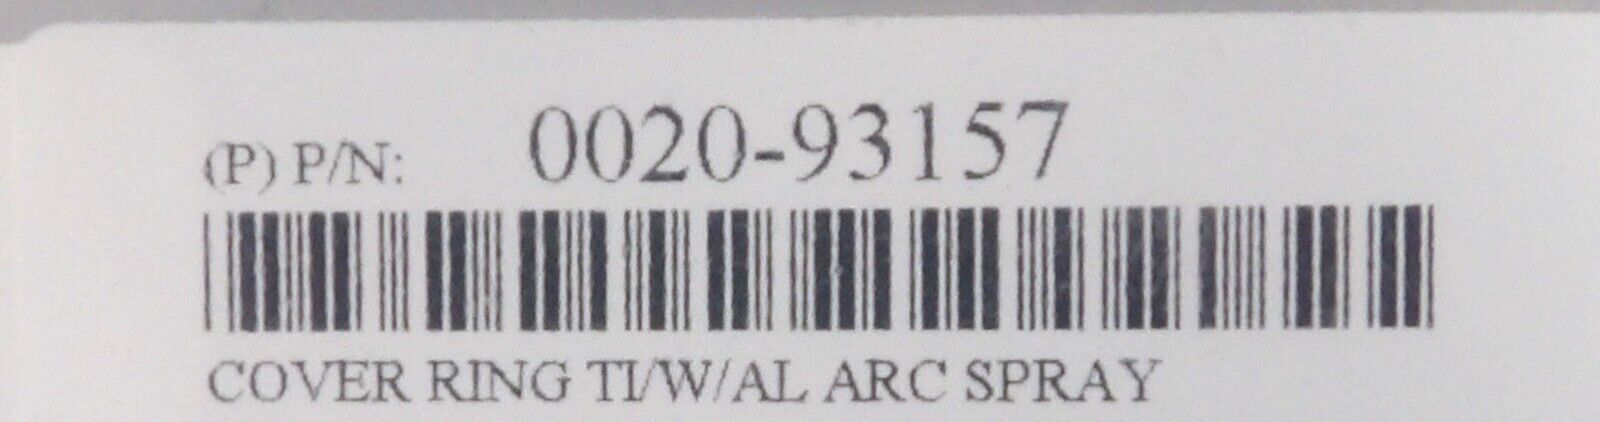 (P) P/N: 0020-93157
COVER RING TI/W/AL ARC SPRAY